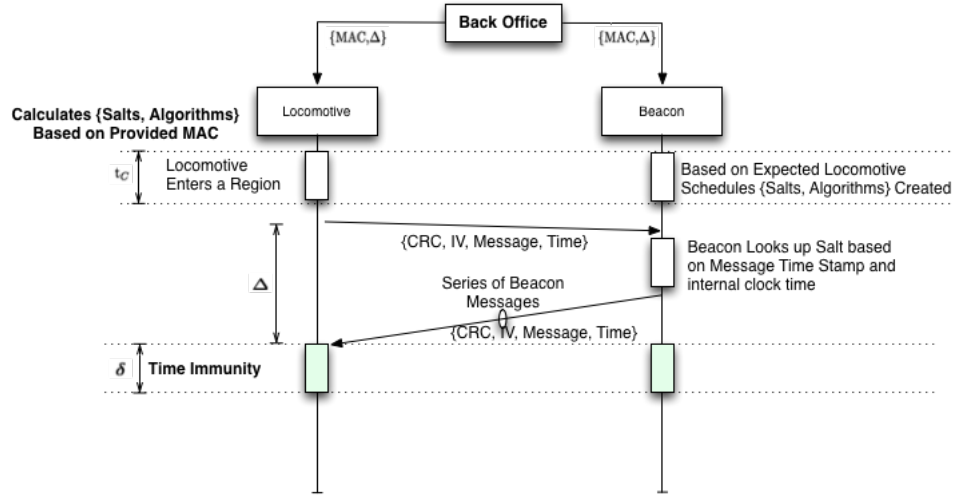 Back Office
{MAC,Δ}
{MAC,Δ}
Locomotive
Beacon
Calculates {Salts, Algorithms}
Based on Provided MAC
t_C
Locomotive
Enters a Region
Based on Expected Locomotive
Schedules {Salts, Algorithms} Created
{CRC, IV, Message, Time}
Beacon Looks up Salt based
on Message Time Stamp and
internal clock time
Δ
Series of Beacon
Messages
{CRC, IV, Message, Time}
δ
Time Immunity